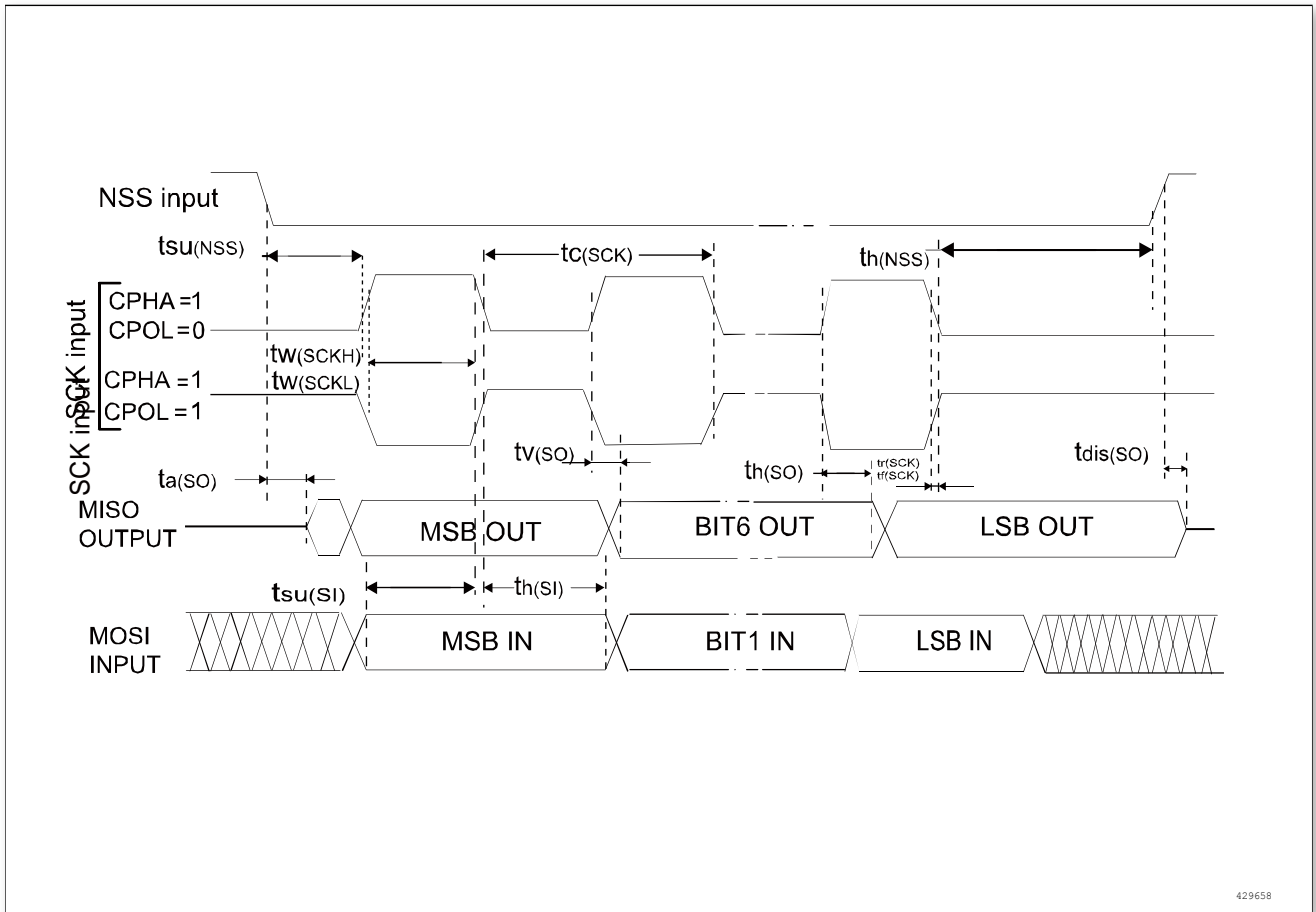 NSS input
tsu(NSS)
tc(SCK)
th(NSS)
SCK input
SCK input
CPHA =1
CPOL=0
tw(SCKH)
CPHA =1
tw(SCKL)
CPOL =1
tv(SO)
ta(SO)
th(SO)
tr(SCK)
tf(SCK)
tdis(SO)
MISO
OUTPUT
MSB OUT
BIT6 OUT
LSB OUT
tsu(SI)
th(SI)
MOSI
INPUT
MSB IN
BIT1 IN
LSB IN
429658